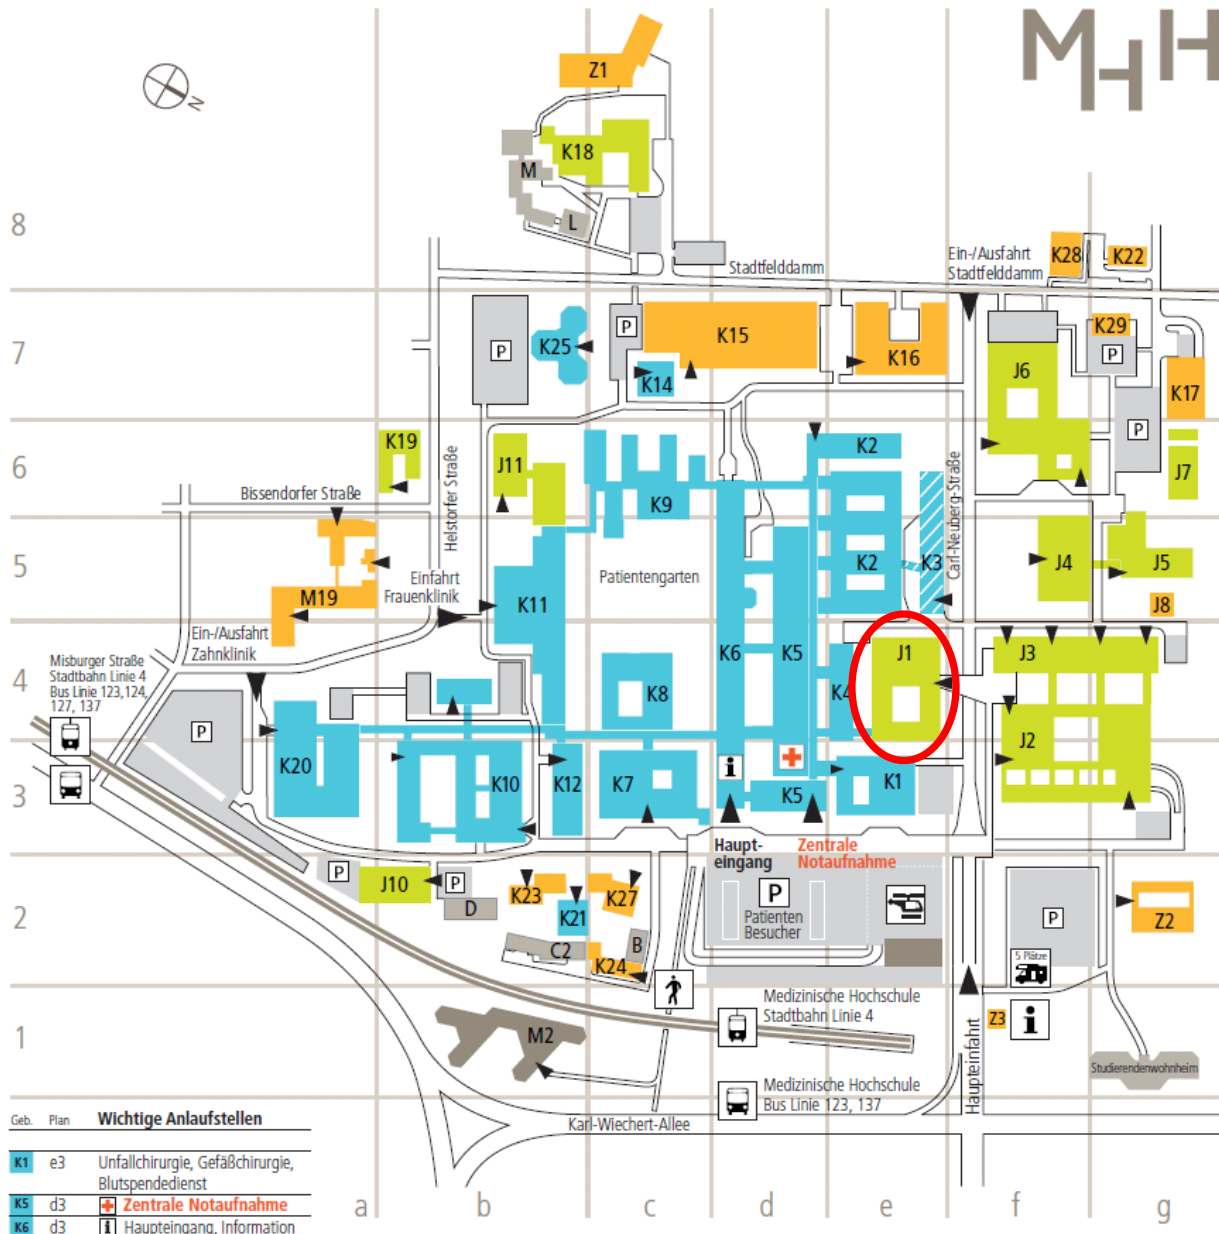 MHH
N
Z1
K18
M
L
8
Stadtfelddamm
Ein-/Ausfahrt
Stadtfelddamm
K28
K22
7
P
K25
P
K14
K15
K16
J6
K29
P
K17
P
6
K19
J11
K9
K2
J7
Bissendorfer Straße
Helstorfer Straße
Carl-Neuberg-Straße
5
M19
Einfahrt
Frauenklinik
K11
Patientengarten
K2
K3
J4
J5
J8
Ein-/Ausfahrt
Zahnklinik
Misburger Straße
Stadtbahn Linie 4
Bus Linie 123,124,
127, 137
4
P
K8
K6
K5
K4
J1
J3
J2
3
K20
K10
K12
K7
i
K5
K1
Haupt-
eingang
Zentrale
Notaufnahme
2
P
J10
P
D
K23
K21
K27
C2
B
K24
P
Patienten
Besucher
P
5 Plätze
Z2
1
M2
Medizinische Hochschule
Stadtbahn Linie 4
Z3
i
Haupteinfahrt
Studierendenwohnheim
Medizinische Hochschule
Bus Linie 123, 137
Karl-Wiechert-Allee
Geb. Plan Wichtige Anlaufstellen
K1 e3 Unfallchirurgie, Gefäßchirurgie,
Blutspendedienst
K5 d3 Zentrale Notaufnahme
K6 d3 i Haupteingang, Information
a b c d e f g